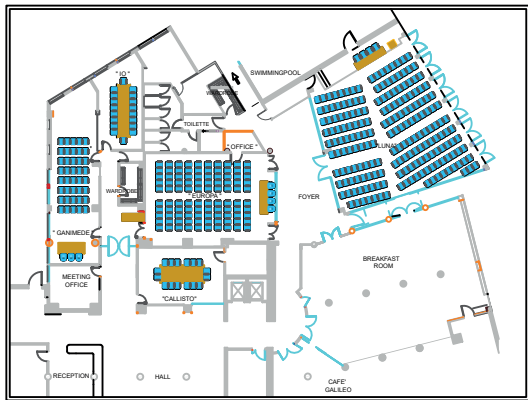 SWIMMINGPOOL
" IO "
WARDROBE
TOILETTE
" OFFICE "
"LUNA"
WARDROBE
" EUROPA "
FOYER
" GANIMEDE "
BREAKFAST
ROOM
MEETING
OFFICE
"CALLISTO"
RECEPTION
HALL
CAFE'
GALILEO